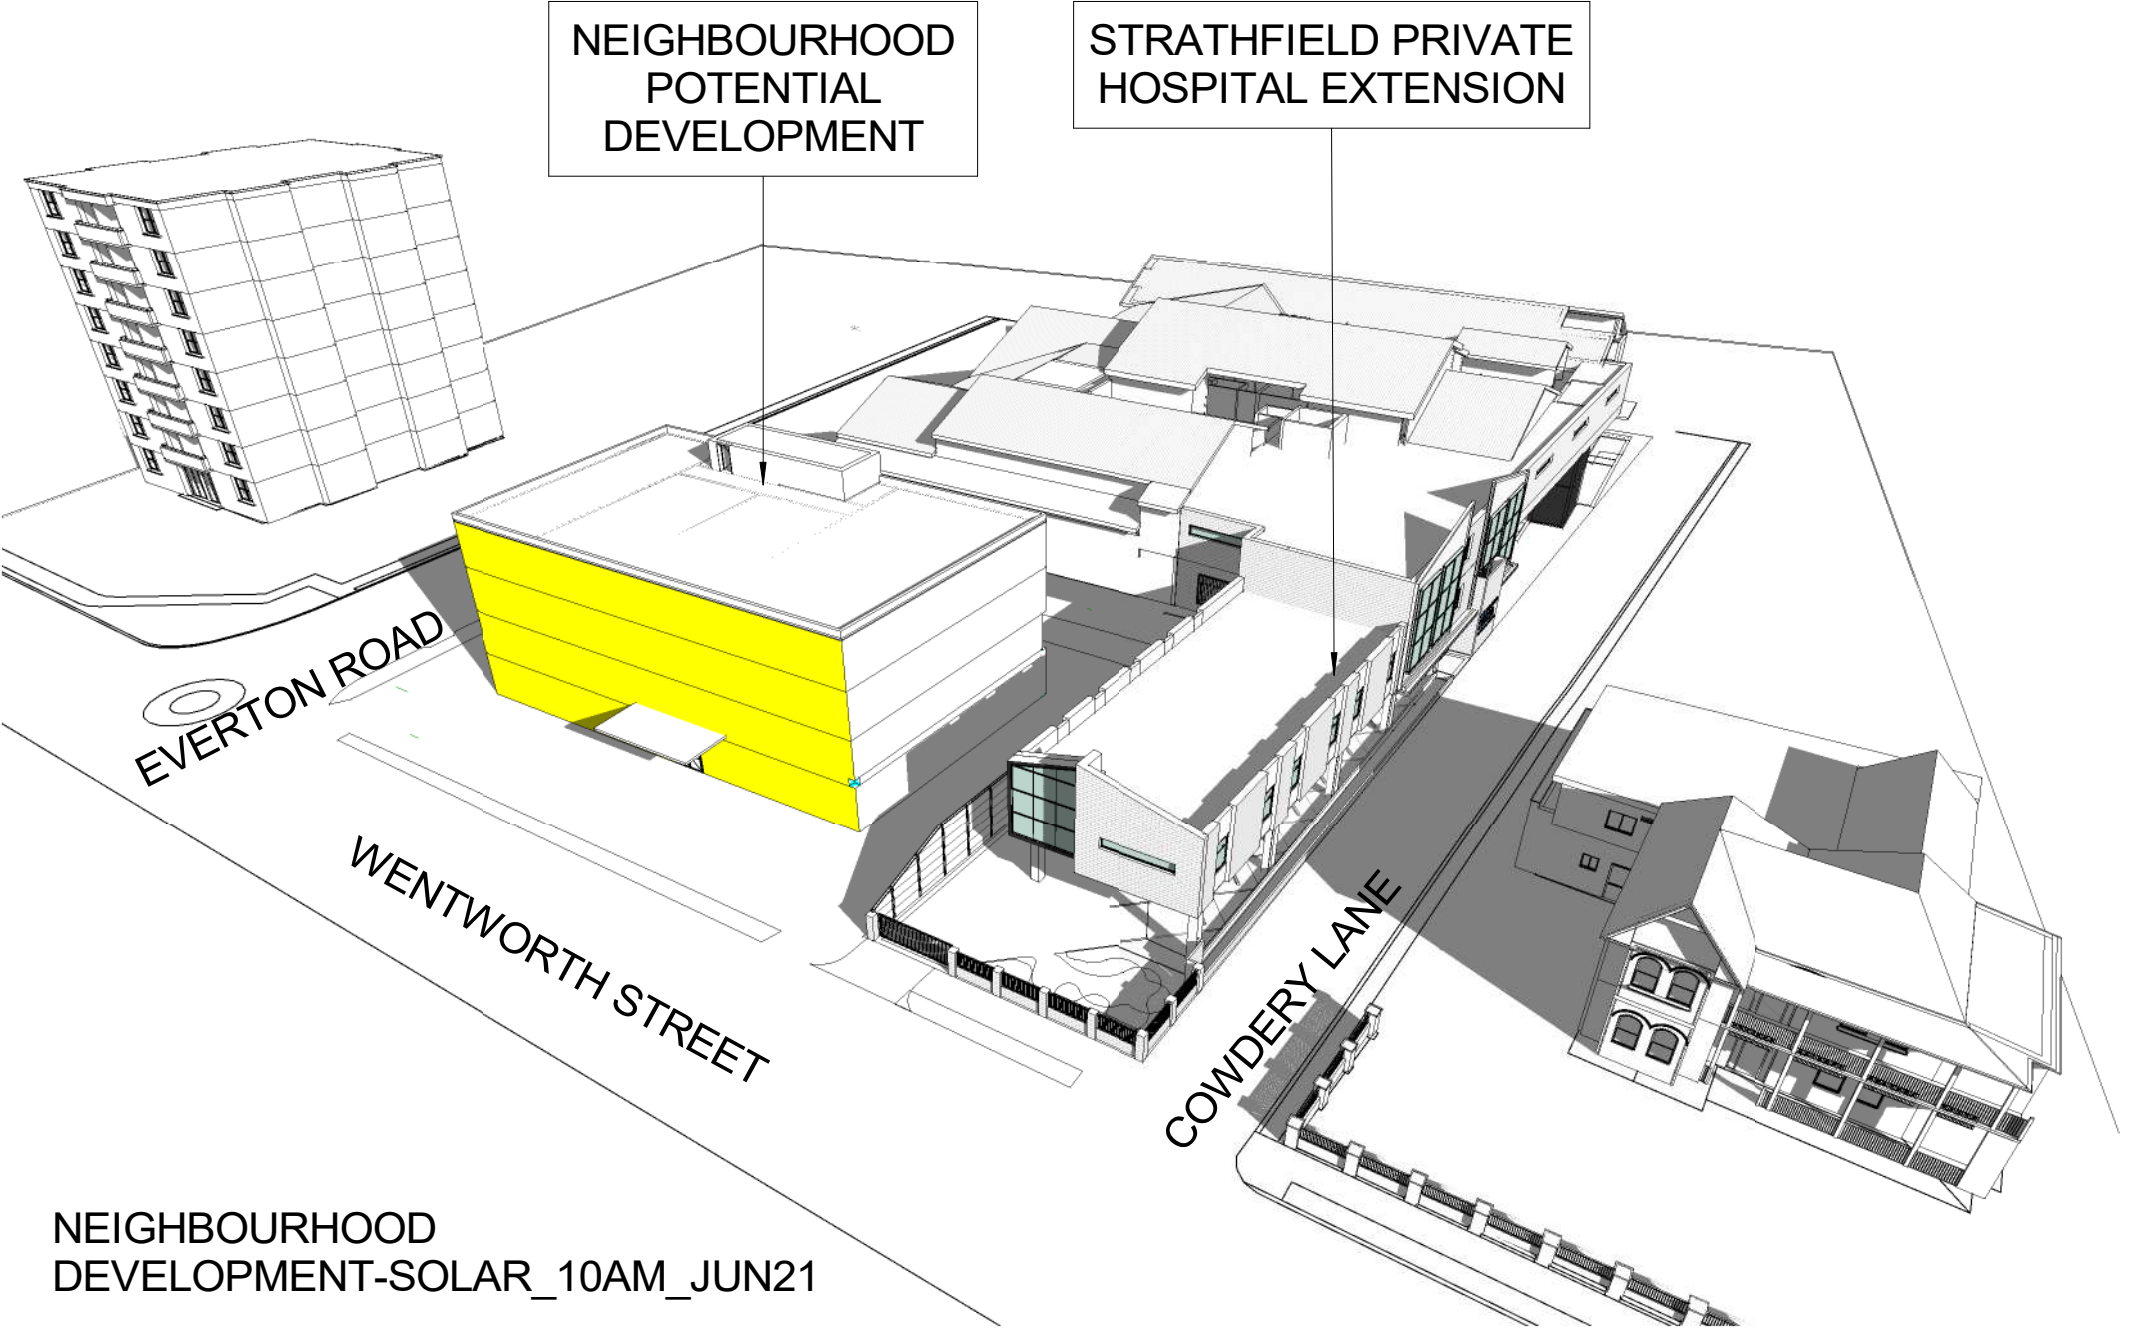 NEIGHBOURHOOD
POTENTIAL
DEVELOPMENT
STRATHFIELD PRIVATE
HOSPITAL EXTENSION
EVERTON ROAD
WENTWORTH STREET
COWDERY LANE
NEIGHBOURHOOD
DEVELOPMENT-SOLAR_10AM_JUN21